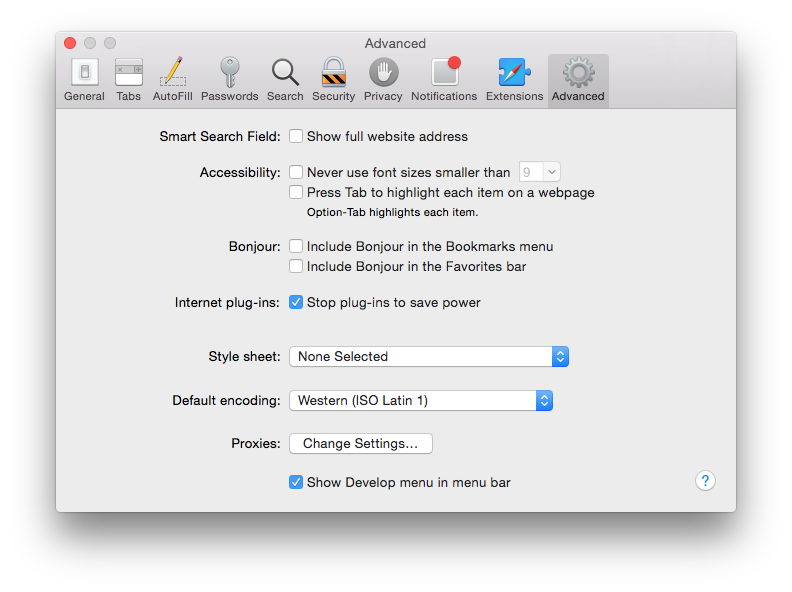 Advanced
General Tabs AutoFill Passwords Search Security Privacy Notifications Extensions Advanced
Smart Search Field: Show full website address
Accessibility: Never use font sizes smaller than 9
Press Tab to highlight each item on a webpage
Option-Tab highlights each item.
Bonjour: Include Bonjour in the Bookmarks menu
Include Bonjour in the Favorites bar
Internet plug-ins: Stop plug-ins to save power
Style sheet: None Selected
Default encoding: Western (ISO Latin 1)
Proxies: Change Settings...
Show Develop menu in menu bar
?